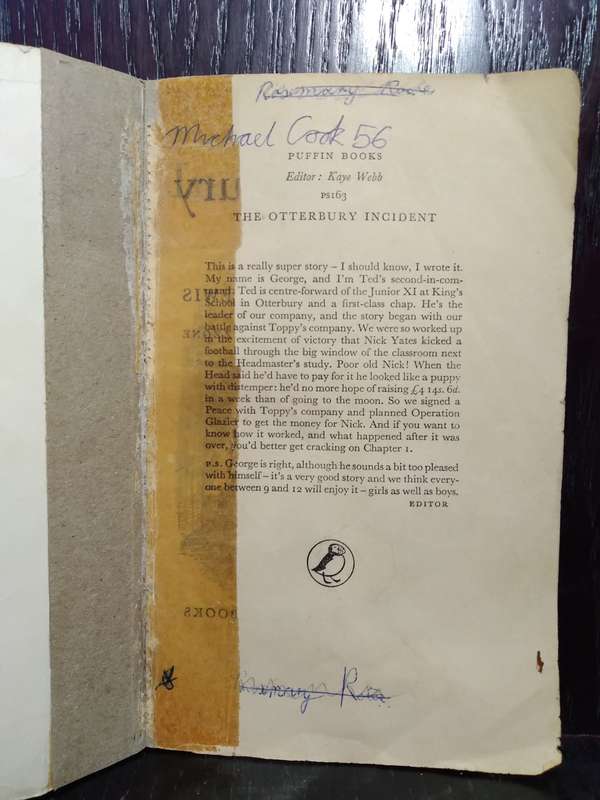 Rosemary
Michael Cook 56
PUFFIN BOOKS
Editor: Kaye Webb
PS163
THE OTTERBURY INCIDENT
This is a really super story – I should know, I wrote it.
My name is George, and I'm Ted's second-in-com-
mand. Ted is centre-forward of the Junior XI at King's
School in Otterbury and a first-class chap. He's the
leader of our company, and the story began with our
battle against Toppy's company. We were so worked up
in the excitement of victory that Nick Yates kicked a
football through the big window of the classroom next
to the Headmaster's study. Poor old Nick! When the
Head said he'd have to pay for it he looked like a puppy
with distemper: he'd no more hope of raising £4 14s. 6d.
in a week than of going to the moon. So we signed a
Peace with Toppy's company and planned Operation
Glazier to get the money for Nick. And if you want to
know how it worked, and what happened after it was
over, you'd better get cracking on Chapter 1.
P.S. George is right, although he sounds a bit too pleased
with himself – it's a very good story and we think every-
one between 9 and 12 will enjoy it – girls as well as boys.
EDITOR